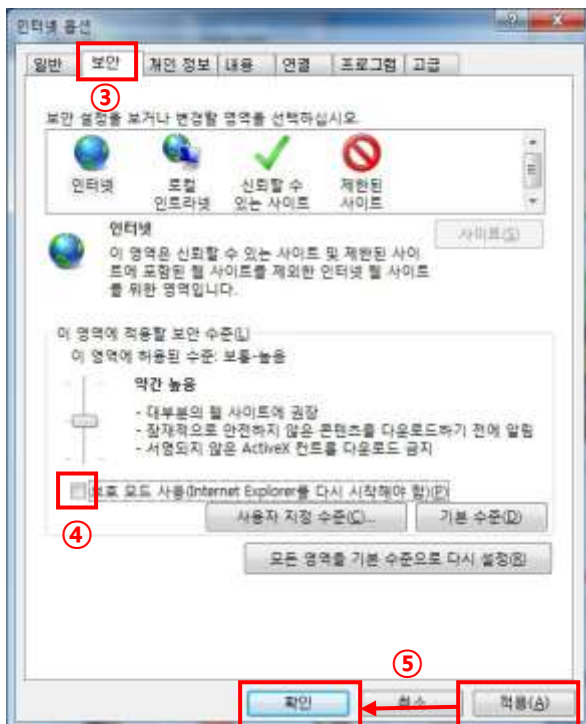 인터넷 옵션
일반 보안 개인 정보 내용 연결 프로그램 고급
③
보안 설정을 보거나 변경할 영역을 선택하십시오.
인터넷 로컬 인트라넷 신뢰할 수 있는 사이트 제한된 사이트
인터넷
사이트(S)
이 영역은 신뢰할 수 있는 사이트 및 제한된 사이
트에 포함된 웹 사이트를 제외한 인터넷 웹 사이트
를 위한 영역입니다.
이 영역에 적용할 보안 수준(L)
이 영역에 허용된 수준: 보통-높음
약간 높음
- 대부분의 웹 사이트에 권장
- 잠재적으로 안전하지 않은 콘텐츠를 다운로드하기 전에 알림
- 서명되지 않은 ActiveX 컨트롤 다운로드 금지
보호 모드 사용(Internet Explorer를 다시 시작해야 함)(P)
④
사용자 지정 수준(C)... 기본 수준(D)
모든 영역을 기본 수준으로 다시 설정(R)
⑤
확인 취소 적용(A)